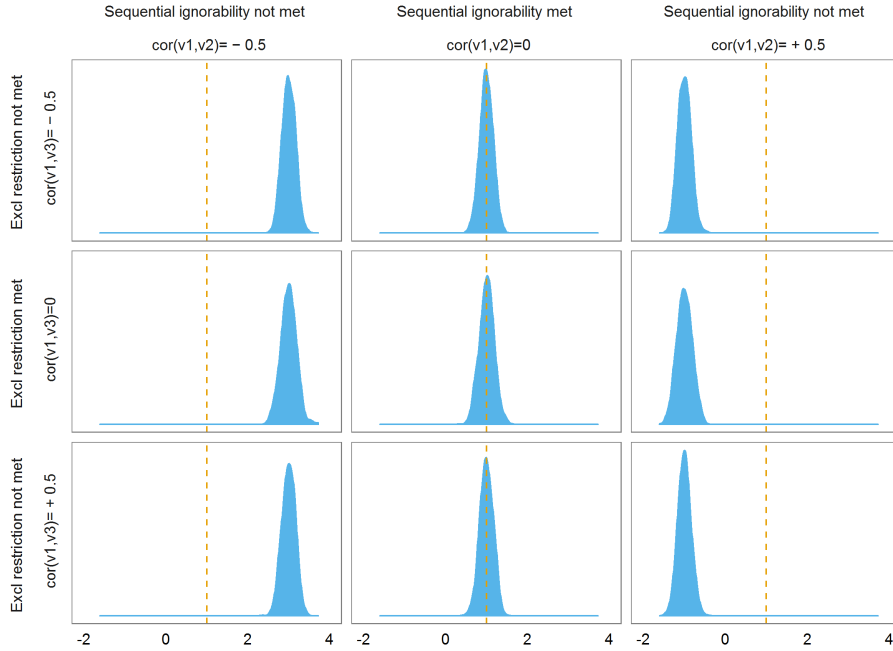 Sequential ignorability not met
Sequential ignorability met
Sequential ignorability not met
cor(v1,v2)= − 0.5
cor(v1,v2)=0
cor(v1,v2)= + 0.5
Excl restriction not met
cor(v1,v3)= − 0.5
Excl restriction met
cor(v1,v3)=0
Excl restriction not met
cor(v1,v3)= + 0.5
-2 0 2 4
0 2 4
-2 0 2 4